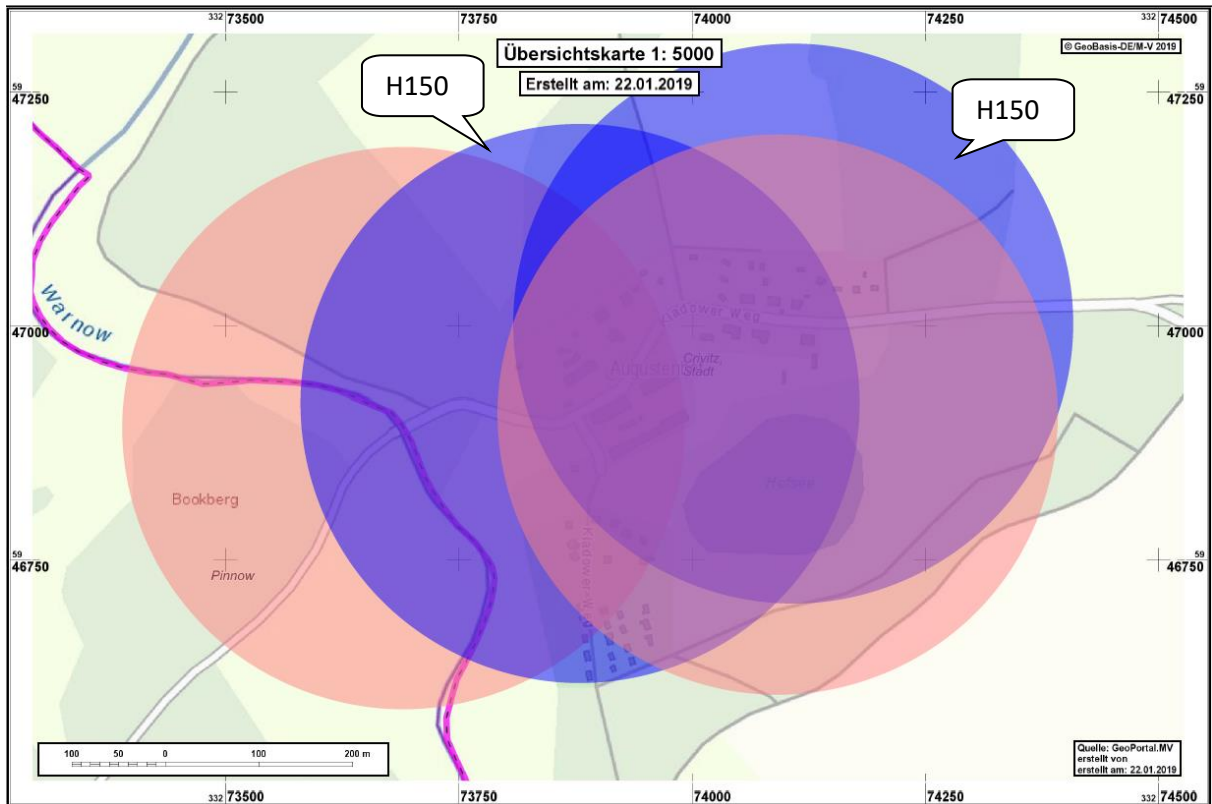 332 73500 73750 74000 74250 332 74500
Übersichtskarte 1: 5000
© GeoBasis-DE/M-V 2019
Erstellt am: 22.01.2019
H150
H150
59
47250
59
47250
Warnow
47000
47000
Kladower Weg
Crivitz,
Stadt
Bookberg
59
46750
59
46750
Pinnow
Kladower
100 50 0 100 200 m
Quelle: GeoPortal.MV
erstellt von
erstellt am: 22.01.2019
332 73500 73750 74000 74250 332 74500